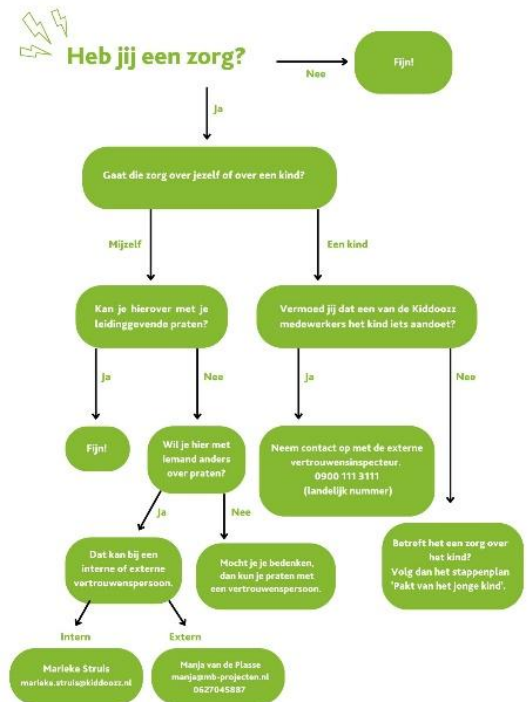 Heb jij een zorg?
Nee
Fijn!
Ja
Gaat die zorg over jezelf of over een kind?
Mijzelf
Een kind
Kan je hierover met je
leidinggevende praten?
Vermoed jij dat een van de Kiddoozz
medewerkers het kind iets aandoet?
Ja
Nee
Ja
Nee
Fijn!
Wil je hier met
iemand anders
over praten?
Neem contact op met de externe
vertrouwensinspecteur.
0900 111 3111
(landelijk nummer)
Ja
Nee
Dat kan bij een
interne of externe
vertrouwenspersoon.
Mocht je je bedenken,
dan kun je praten met
een vertrouwenspersoon.
Betreft het een zorg over
het kind?
Volg dan het stappenplan
'Pakt van het jonge kind'.
Intern
Extern
Marieke Struis
marieke.struis@kiddoozz.nl
Manja van de Plasse
manja@mb-projecten.nl
0627045887